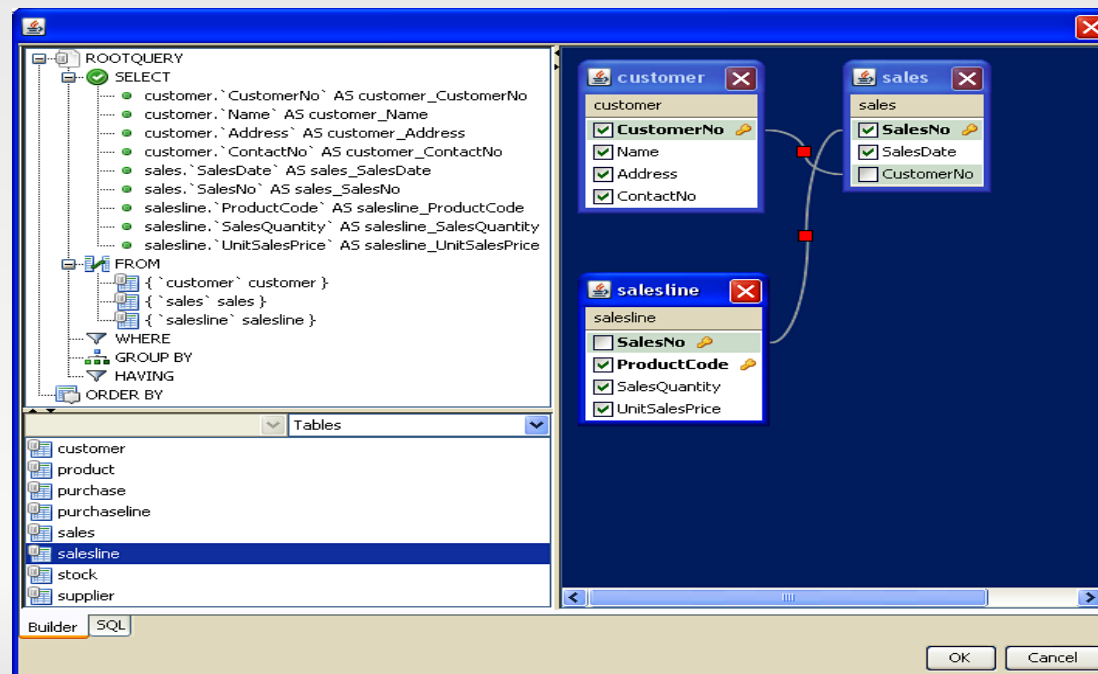 ROOTQUERY
SELECT
customer.`CustomerNo` AS customer_CustomerNo
customer.`Name` AS customer_Name
customer.`Address` AS customer_Address
customer.`ContactNo` AS customer_ContactNo
sales.`SalesDate` AS sales_SalesDate
sales.`SalesNo` AS sales_SalesNo
salesline.`ProductCode` AS salesline_ProductCode
salesline.`SalesQuantity` AS salesline_SalesQuantity
salesline.`UnitSalesPrice` AS salesline_UnitSalesPrice
FROM
{ `customer` customer }
{ `sales` sales }
{ `salesline` salesline }
WHERE
GROUP BY
HAVING
ORDER BY
Tables
customer
product
purchase
purchaseline
sales
salesline
stock
supplier
Builder
SQL
customer
customer
CustomerNo
Name
Address
ContactNo
sales
sales
SalesNo
SalesDate
CustomerNo
salesline
salesline
SalesNo
ProductCode
SalesQuantity
UnitSalesPrice
OK
Cancel